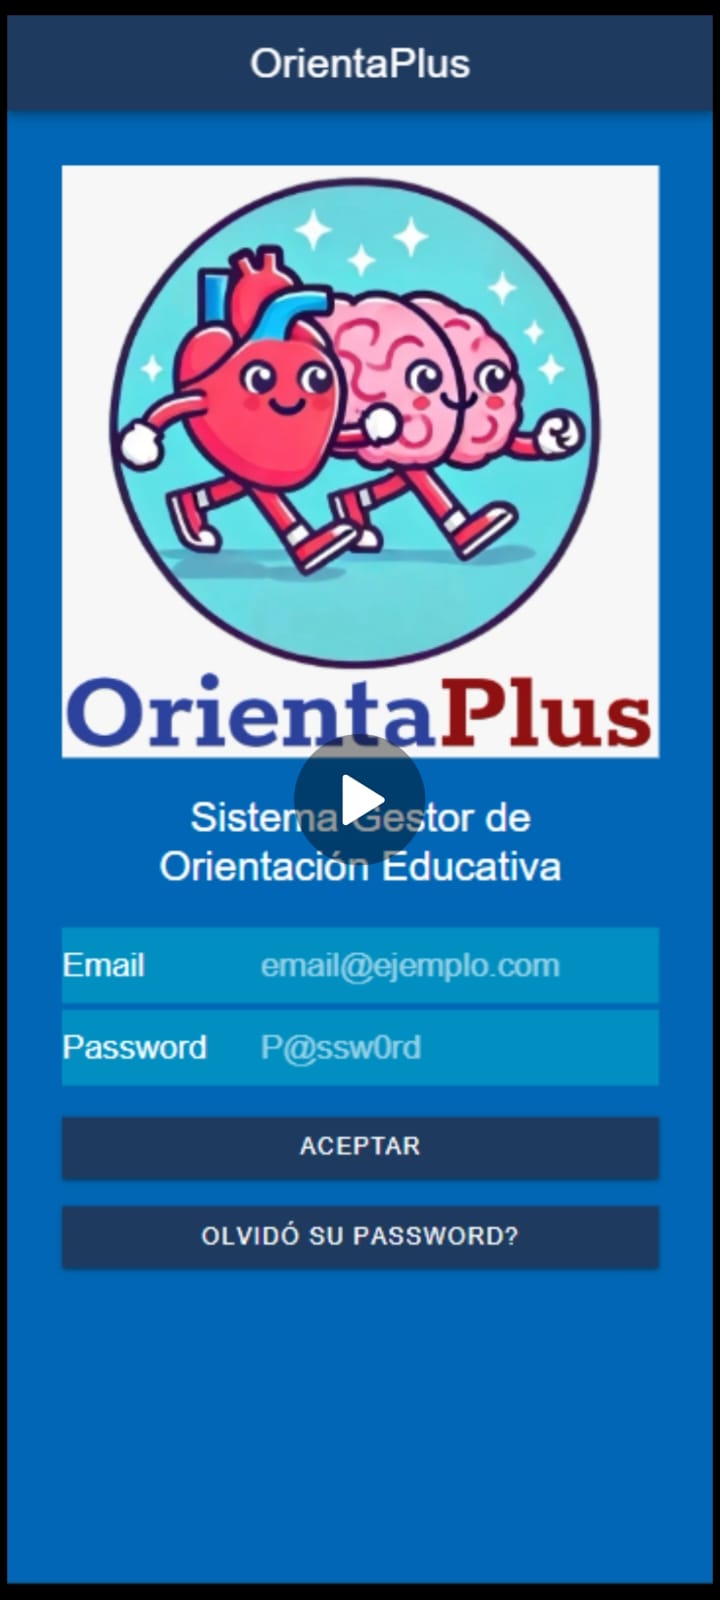 OrientaPlus
OrientaPlus
Sistema Gestor de
Orientación Educativa
Email email@ejemplo.com
Password P@ssw0rd
ACEPTAR
OLVIDÓ SU PASSWORD?